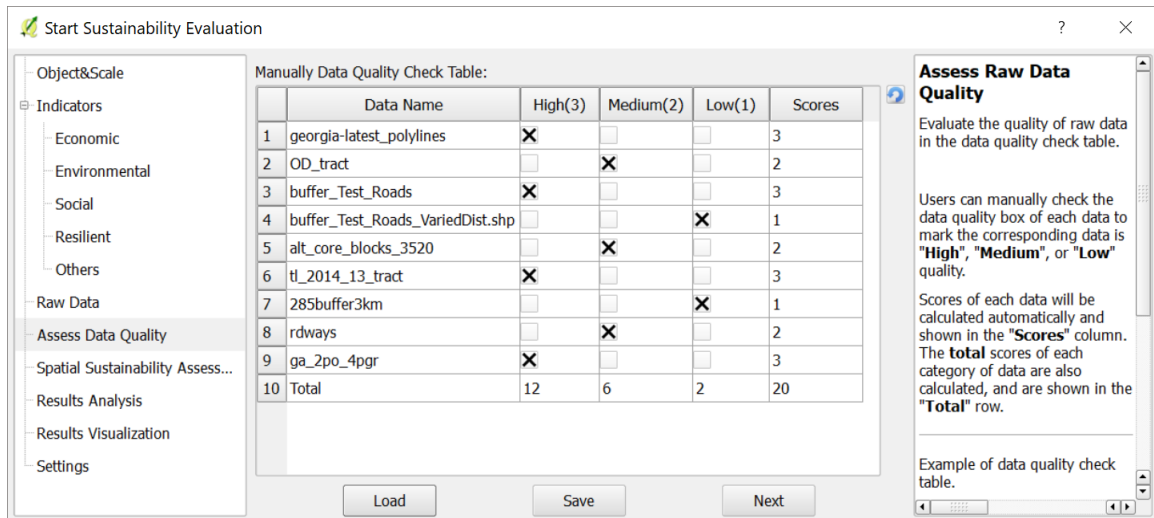 Start Sustainability Evaluation
?
Object&Scale
Indicators
Economic
Environmental
Social
Resilient
Others
Raw Data
Assess Data Quality
Spatial Sustainability Assess...
Results Analysis
Results Visualization
Settings
Manually Data Quality Check Table:
Data Name High(3) Medium(2) Low(1) Scores
1 georgia-latest_polylines 3
2 OD_tract 2
3 buffer_Test_Roads 3
4 buffer_Test_Roads_VariedDist.shp 1
5 alt_core_blocks_3520 2
6 tl_2014_13_tract 3
7 285buffer3km 1
8 rdways 2
9 ga_2po_4pgr 3
10 Total 12 6 2 20
Load Save Next
Assess Raw Data
Quality
Evaluate the quality of raw data
in the data quality check table.
Users can manually check the
data quality box of each data to
mark the corresponding data is
"High", "Medium", or "Low"
quality.
Scores of each data will be
calculated automatically and
shown in the "Scores" column.
The total scores of each
category of data are also
calculated, and are shown in the
"Total" row.
Example of data quality check
table.